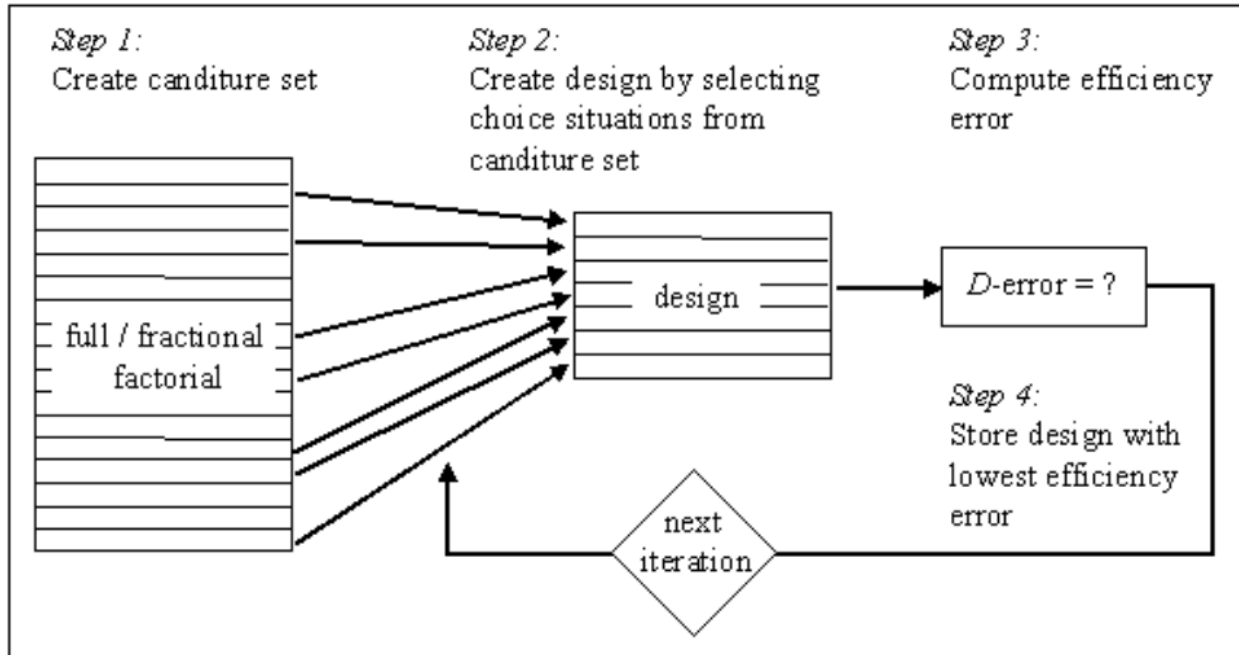 Step 1:
Create canditure set
Step 2:
Create design by selecting
choice situations from
canditure set
Step 3:
Compute efficiency
error
full / fractional
factorial
design
D-error = ?
Step 4:
Store design with
lowest efficiency
error
next
iteration